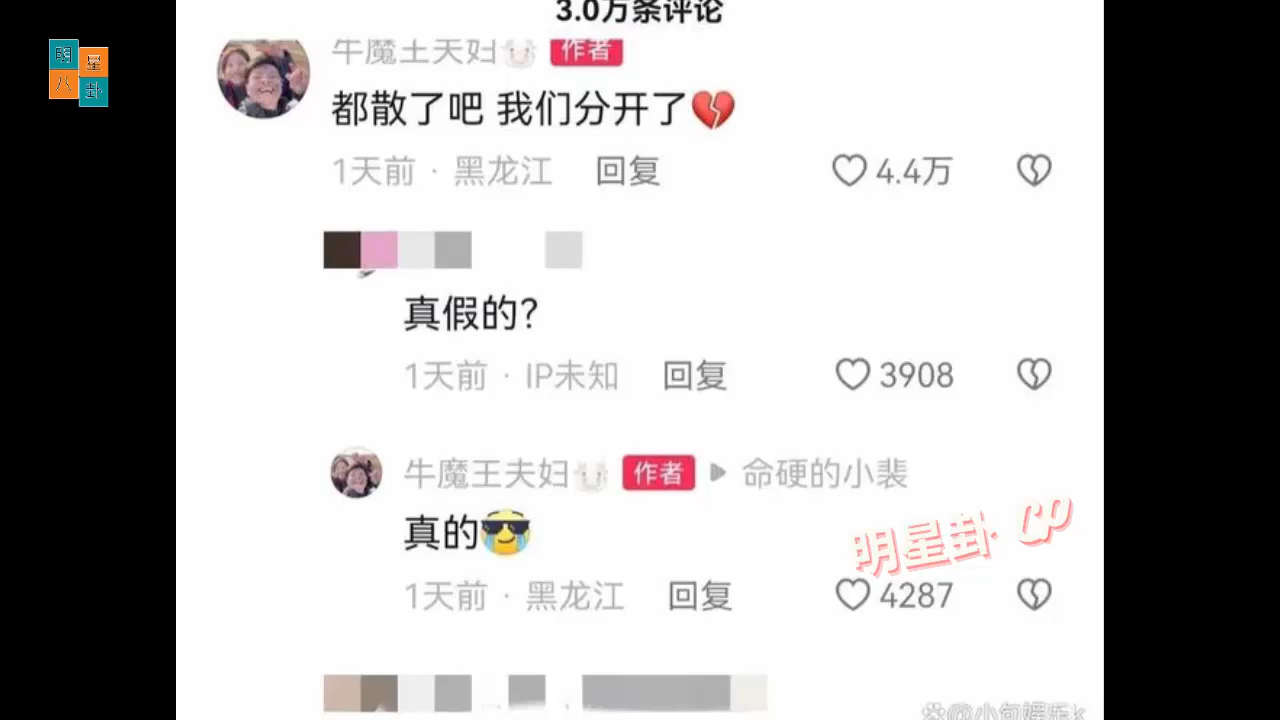 3.0万条评论
明星
八卦
牛魔王夫妇 作者
都散了吧 我们分开了💔
1天前 · 黑龙江 回复 4.4万
真假的?
1天前 · IP未知 回复 3908
牛魔王夫妇 作者 ▶ 命硬的小裴
真的
1天前 · 黑龙江 回复 4287
明星卦 CP